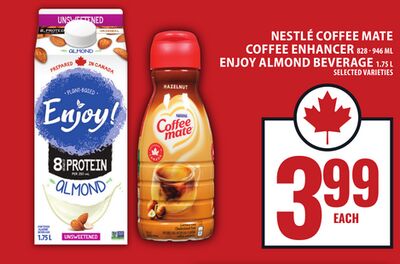 NESTLÉ COFFEE MATE
COFFEE ENHANCER 828 - 946 ML
ENJOY ALMOND BEVERAGE 1.75 L
SELECTED VARIETIES
3 99
EACH
UNSWEETENED
ALMOND
PREPARED IN CANADA
PLANT-BASED
Enjoy!
8 PROTEIN
ALMOND
UNSWEETENED
1.75 L
HAZELNUT
Nestlé
Coffee
mate